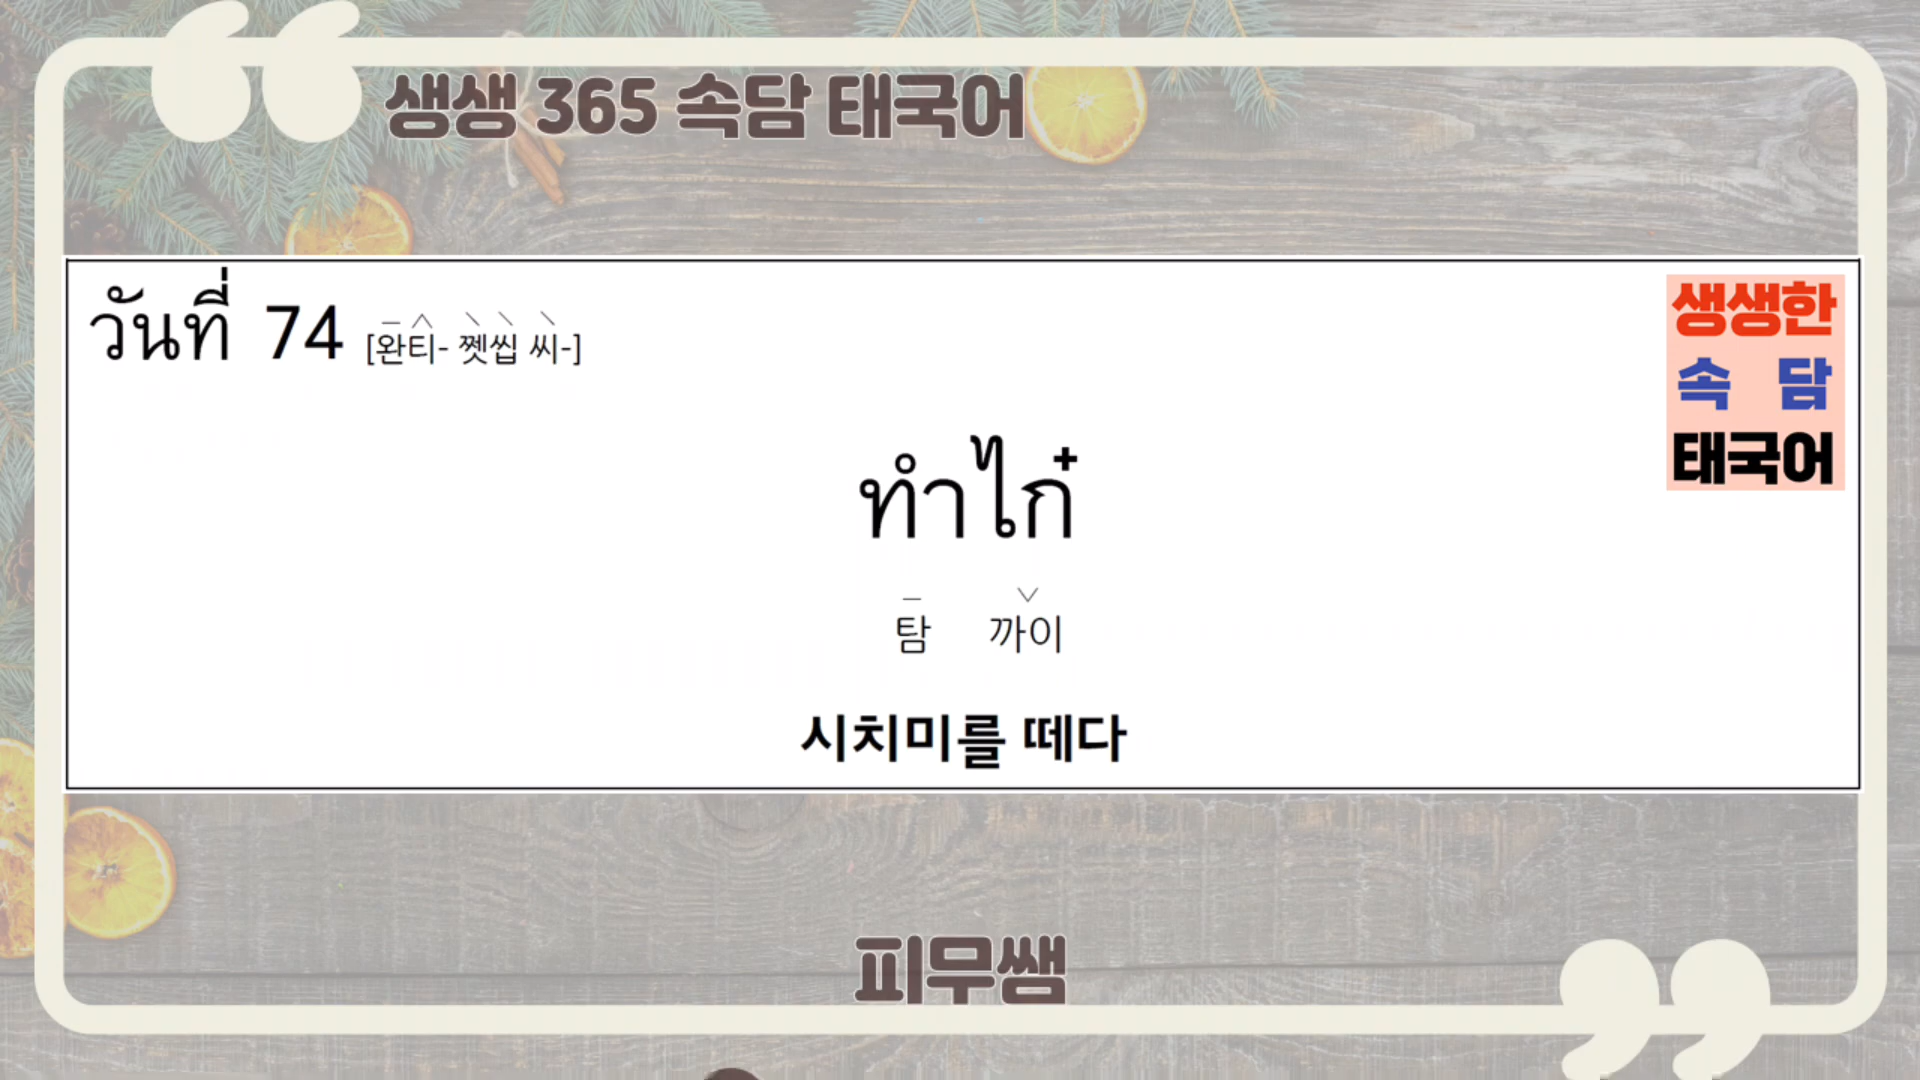 생생 365 속담 태국어
วันที่ 74 [완티- 쩻씹 씨-]
생생한
속 담
태국어
ทำไก๋
탐 까이
시치미를 떼다
피무쌤